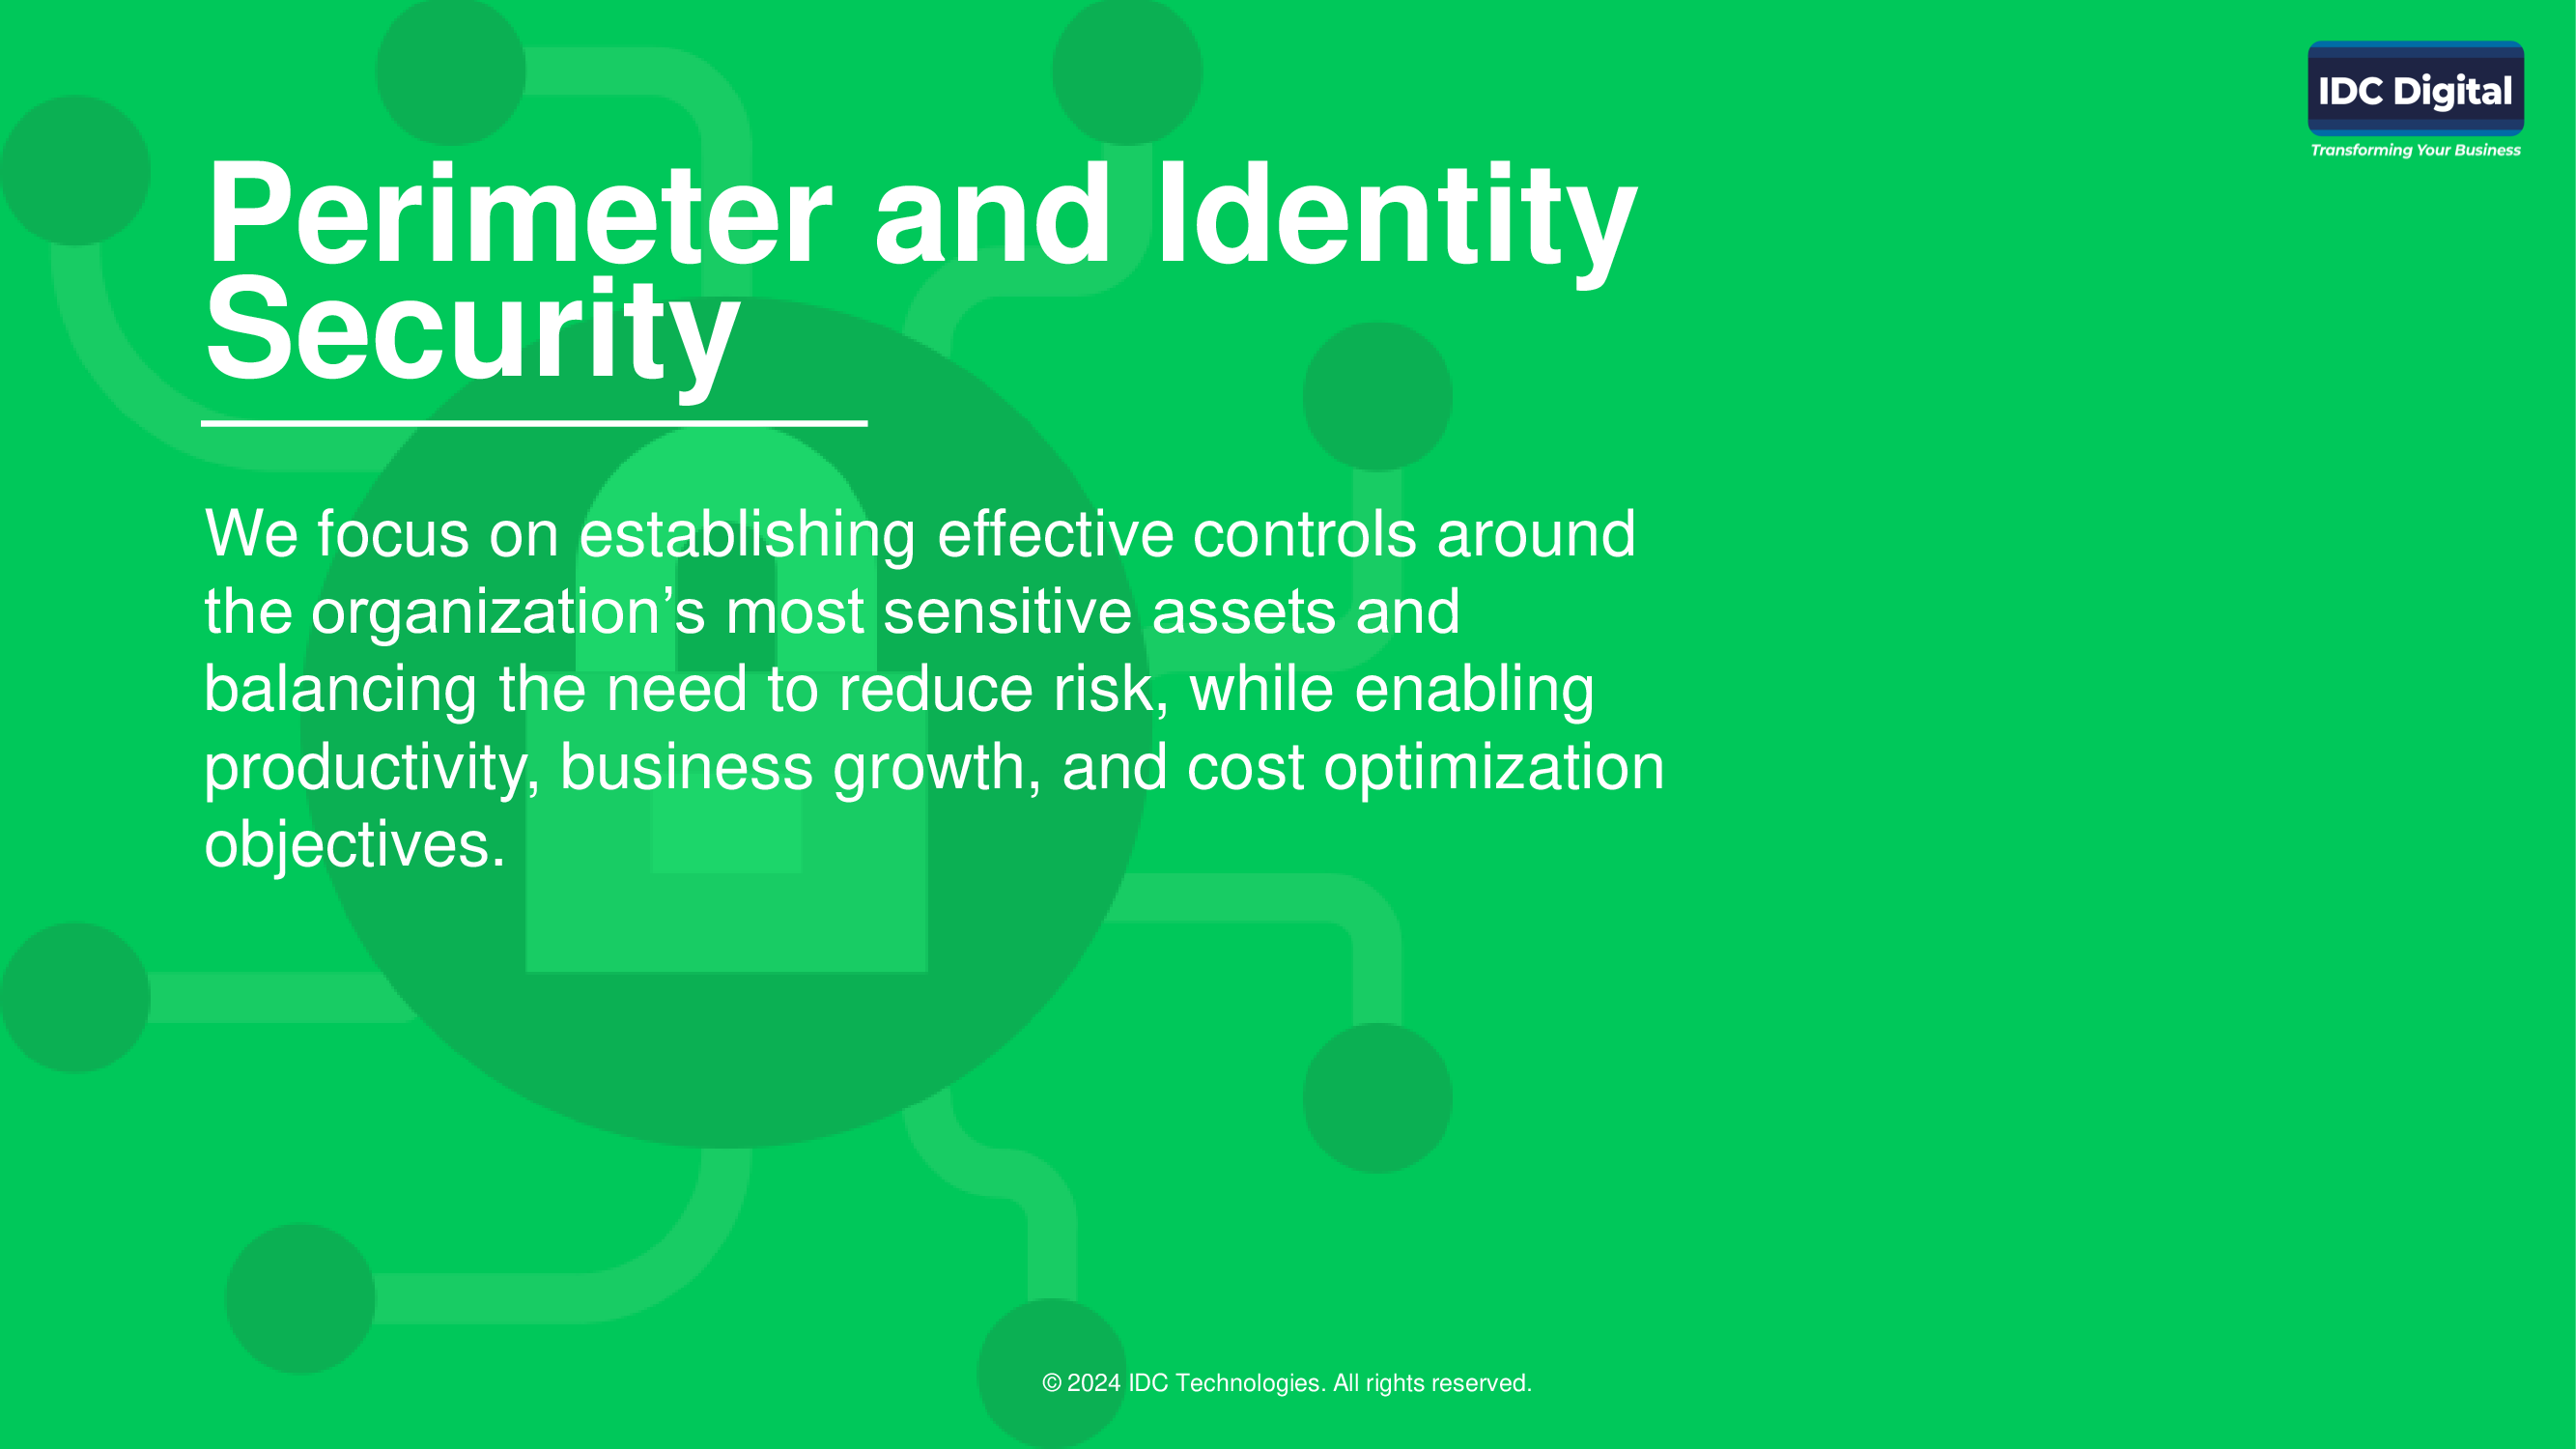 IDC Digital
Transforming Your Business
Perimeter and Identity
Security
We focus on establishing effective controls around
the organization’s most sensitive assets and
balancing the need to reduce risk, while enabling
productivity, business growth, and cost optimization
objectives.
© 2024 IDC Technologies. All rights reserved.